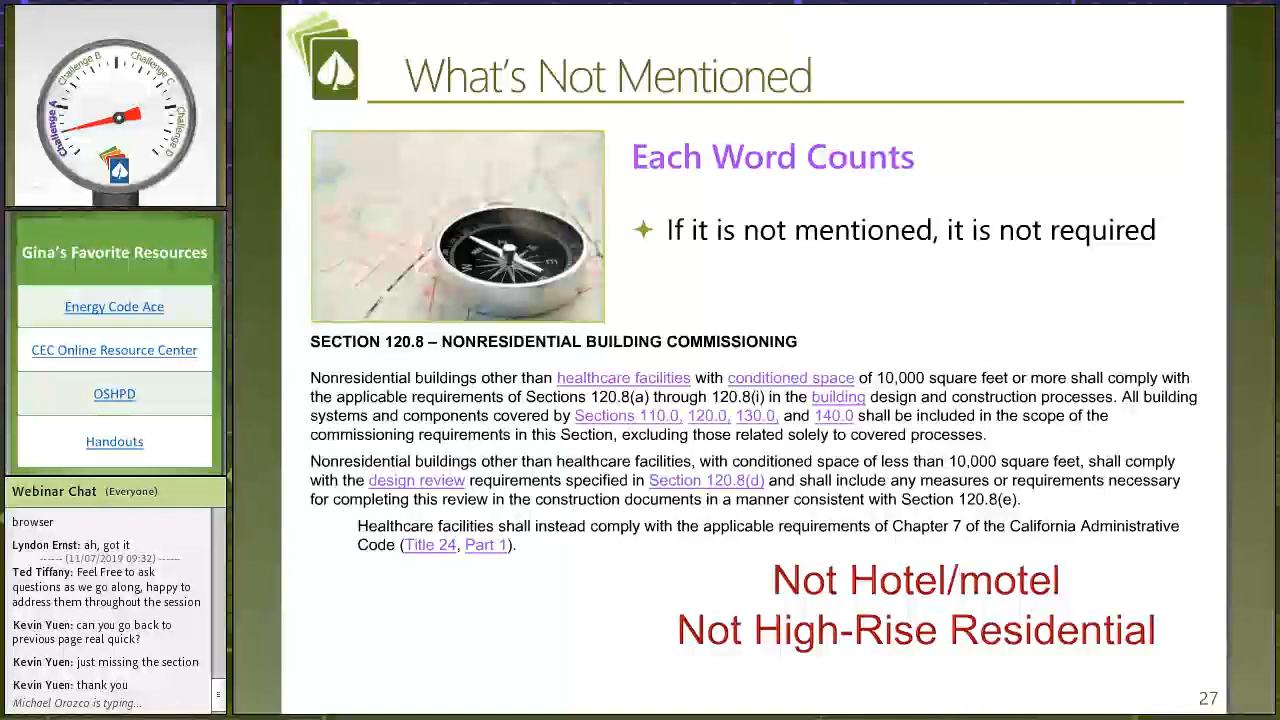 Challenge A
Challenge B
Challenge C
Challenge D
Gina's Favorite Resources
Energy Code Ace
CEC Online Resource Center
OSHPD
Handouts
Webinar Chat (Everyone)
browser
Lyndon Ernst: ah, got it
------ (11/07/2019 09:32) ------
Ted Tiffany: Feel Free to ask
questions as we go along, happy to
address them throughout the session
Kevin Yuen: can you go back to
previous page real quick?
Kevin Yuen: just missing the section
Kevin Yuen: thank you
Michael Orozco is typing...
What's Not Mentioned
W
E
Each Word Counts
If it is not mentioned, it is not required
SECTION 120.8 – NONRESIDENTIAL BUILDING COMMISSIONING
Nonresidential buildings other than healthcare facilities with conditioned space of 10,000 square feet or more shall comply with
the applicable requirements of Sections 120.8(a) through 120.8(i) in the building design and construction processes. All building
systems and components covered by Sections 110.0, 120.0, 130.0, and 140.0 shall be included in the scope of the
commissioning requirements in this Section, excluding those related solely to covered processes.
Nonresidential buildings other than healthcare facilities, with conditioned space of less than 10,000 square feet, shall comply
with the design review requirements specified in Section 120.8(d) and shall include any measures or requirements necessary
for completing this review in the construction documents in a manner consistent with Section 120.8(e).
Healthcare facilities shall instead comply with the applicable requirements of Chapter 7 of the California Administrative
Code (Title 24, Part 1).
Not Hotel/motel
Not High-Rise Residential
27